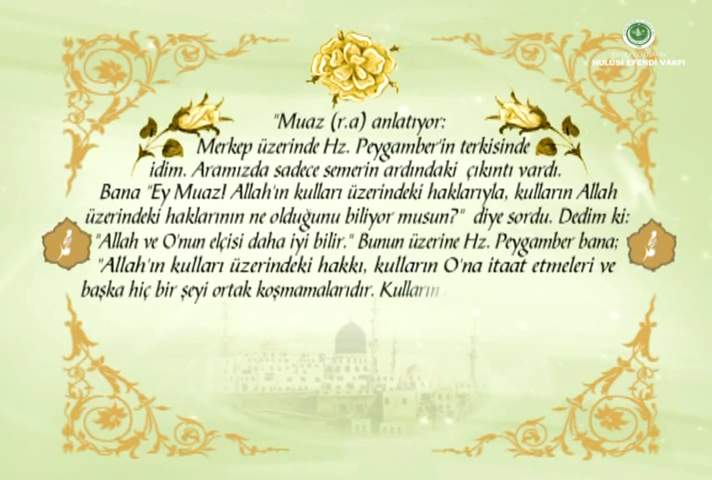 HULUSİ EFENDİ VAKFI
"Muaz (r.a) anlatıyor:
Merkep üzerinde Hz. Peygamber'in terkisinde
idim. Aramızda sadece semerin ardındaki çıkıntı vardı.
Bana "Ey Muaz! Allah'ın kulları üzerindeki haklarıyla, kulların Allah
üzerindeki haklarının ne olduğunu biliyor musun?" diye sordu. Dedim ki:
"Allah ve O'nun elçisi daha iyi bilir." Bunun üzerine Hz. Peygamber bana;
"Allah'ın kulları üzerindeki hakkı, kulların O'na itaat etmeleri ve
başka hiç bir şeyi ortak koşmamalarıdır. Kulların